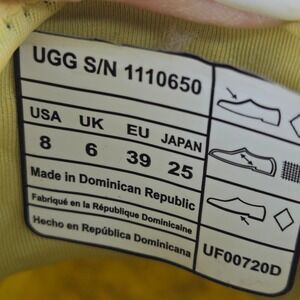 UGG S/N 1110650
USA UK EU JAPAN
8 6 39 25
Made in Dominican Republic
Fabriqué en la République Dominicaine
Hecho en República Dominicana
UF00720D